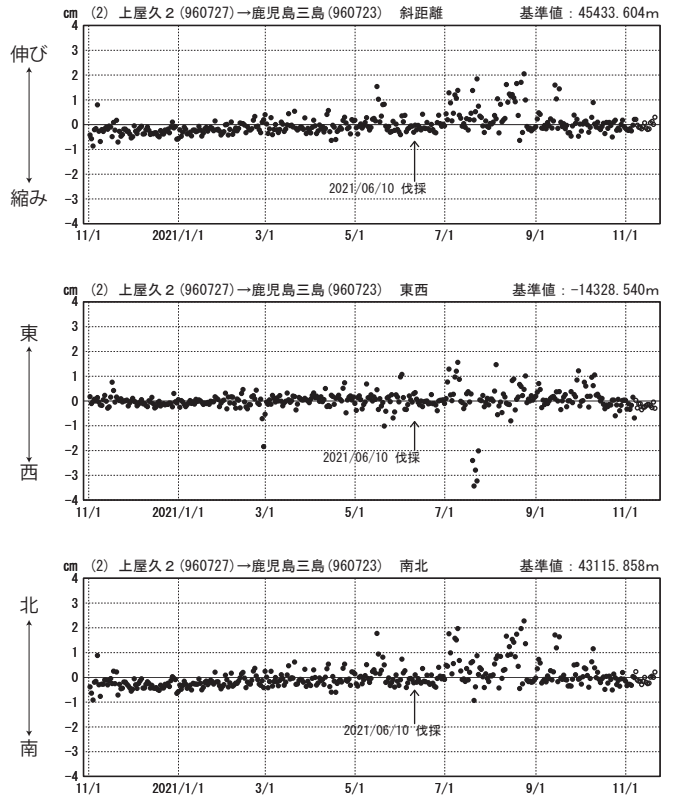 cm (2) 上屋久２(960727)→鹿児島三島(960723) 斜距離 基準値：45433.604m
伸び
縮み
4
3
2
1
0
-1
-2
-3
-4
2021/06/10 伐採
11/1 2021/1/1 3/1 5/1 7/1 9/1 11/1
cm (2) 上屋久２(960727)→鹿児島三島(960723) 東西 基準値：-14328.540m
東
西
4
3
2
1
0
-1
-2
-3
-4
2021/06/10 伐採
11/1 2021/1/1 3/1 5/1 7/1 9/1 11/1
cm (2) 上屋久２(960727)→鹿児島三島(960723) 南北 基準値：43115.858m
北
南
4
3
2
1
0
-1
-2
-3
-4
2021/06/10 伐採
11/1 2021/1/1 3/1 5/1 7/1 9/1 11/1